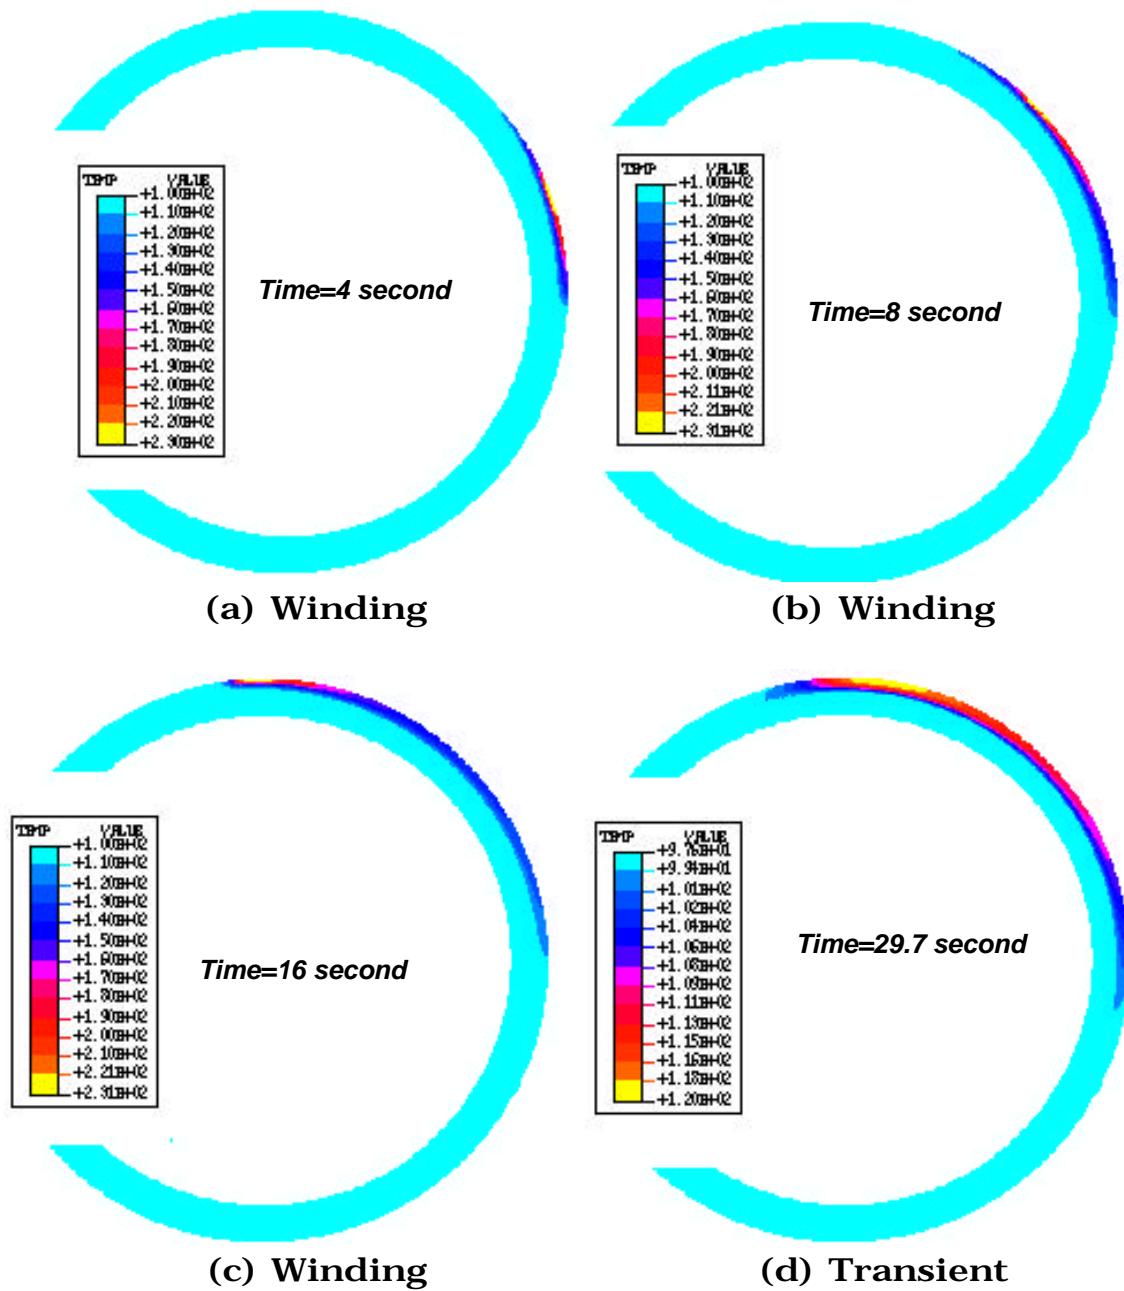 TEMP VALUE
+1.00E+02
+1.10E+02
+1.20E+02
+1.30E+02
+1.40E+02
+1.50E+02
+1.60E+02
+1.70E+02
+1.80E+02
+1.90E+02
+2.00E+02
+2.10E+02
+2.20E+02
+2.30E+02
Time=4 second
(a) Winding
TEMP VALUE
+1.00E+02
+1.10E+02
+1.20E+02
+1.30E+02
+1.40E+02
+1.50E+02
+1.60E+02
+1.70E+02
+1.80E+02
+1.90E+02
+2.00E+02
+2.11E+02
+2.21E+02
+2.31E+02
Time=8 second
(b) Winding
TEMP VALUE
+1.00E+02
+1.10E+02
+1.20E+02
+1.30E+02
+1.40E+02
+1.50E+02
+1.60E+02
+1.70E+02
+1.80E+02
+1.90E+02
+2.00E+02
+2.10E+02
+2.21E+02
+2.31E+02
Time=16 second
(c) Winding
TEMP VALUE
+9.76E+01
+9.94E+01
+1.01E+02
+1.02E+02
+1.04E+02
+1.06E+02
+1.08E+02
+1.09E+02
+1.11E+02
+1.13E+02
+1.15E+02
+1.16E+02
+1.18E+02
+1.20E+02
Time=29.7 second
(d) Transient